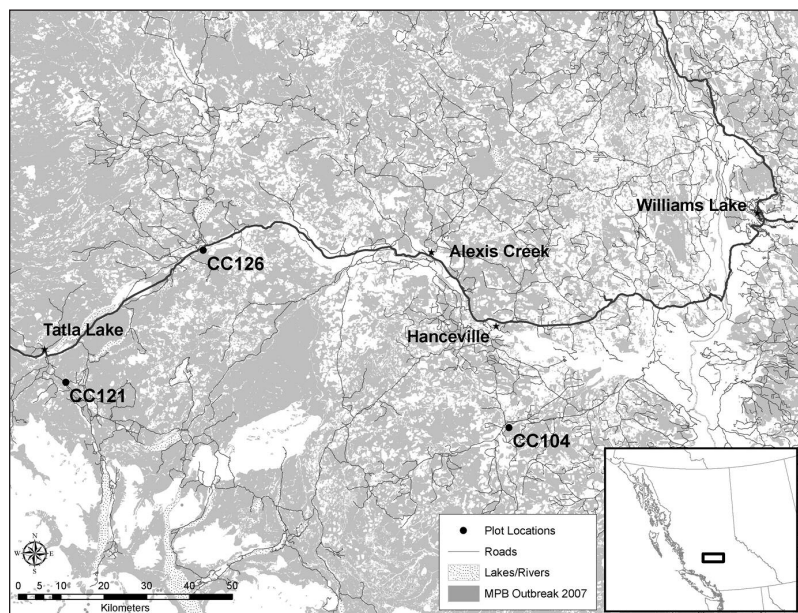 Williams Lake
Alexis Creek
CC126
Tatla Lake
Hanceville
CC121
CC104
N
W
E
S
0 5 10 20 30 40 50
Kilometers
Plot Locations
Roads
Lakes/Rivers
MPB Outbreak 2007